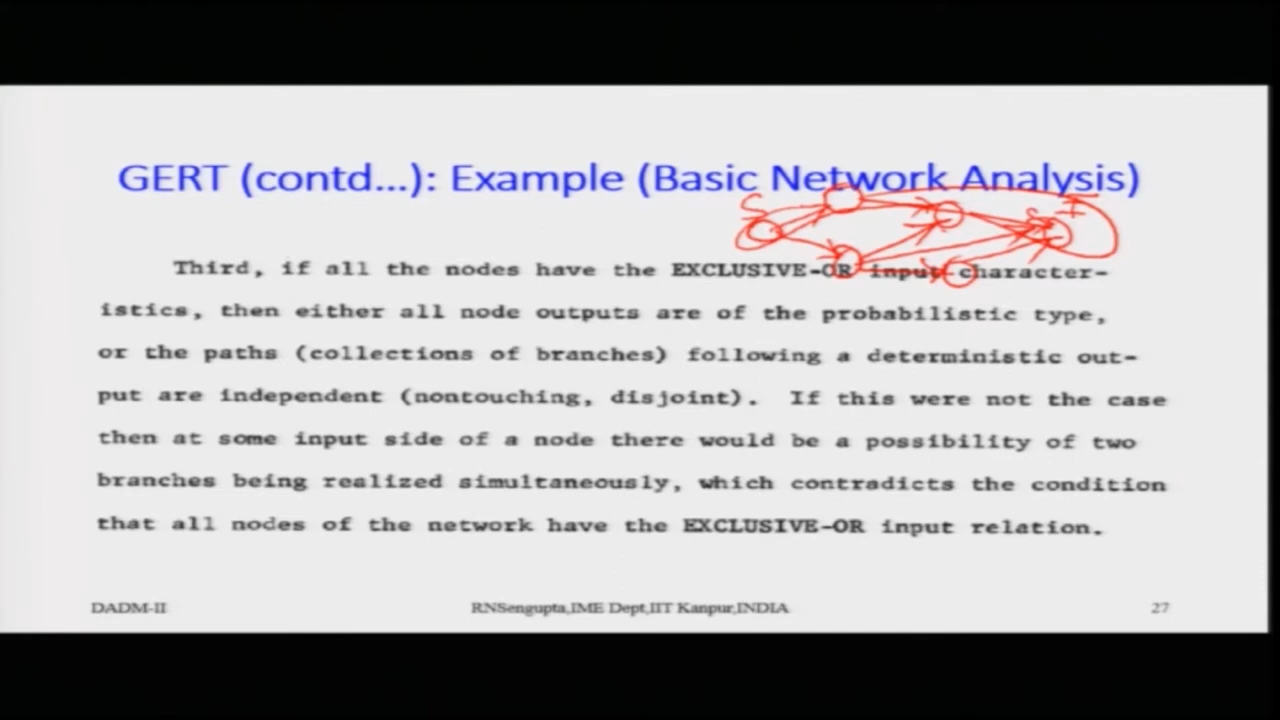 GERT (contd...): Example (Basic Network Analysis)
S
Third, if all the nodes have the EXCLUSIVE-OR input character-
istics, then either all node outputs are of the probabilistic type,
or the paths (collections of branches) following a deterministic out-
put are independent (nontouching, disjoint). If this were not the case
then at some input side of a node there would be a possibility of two
branches being realized simultaneously, which contradicts the condition
that all nodes of the network have the EXCLUSIVE-OR input relation.
DADM-II RNSengupta,IME Dept,IIT Kanpur,INDIA 27